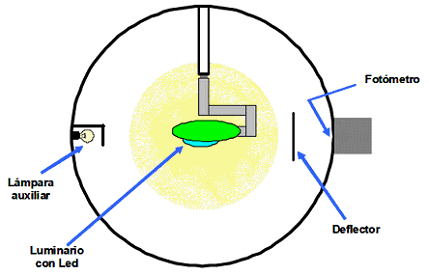 Fotómetro
Lámpara
auxiliar
Deflector
Luminario
con Led